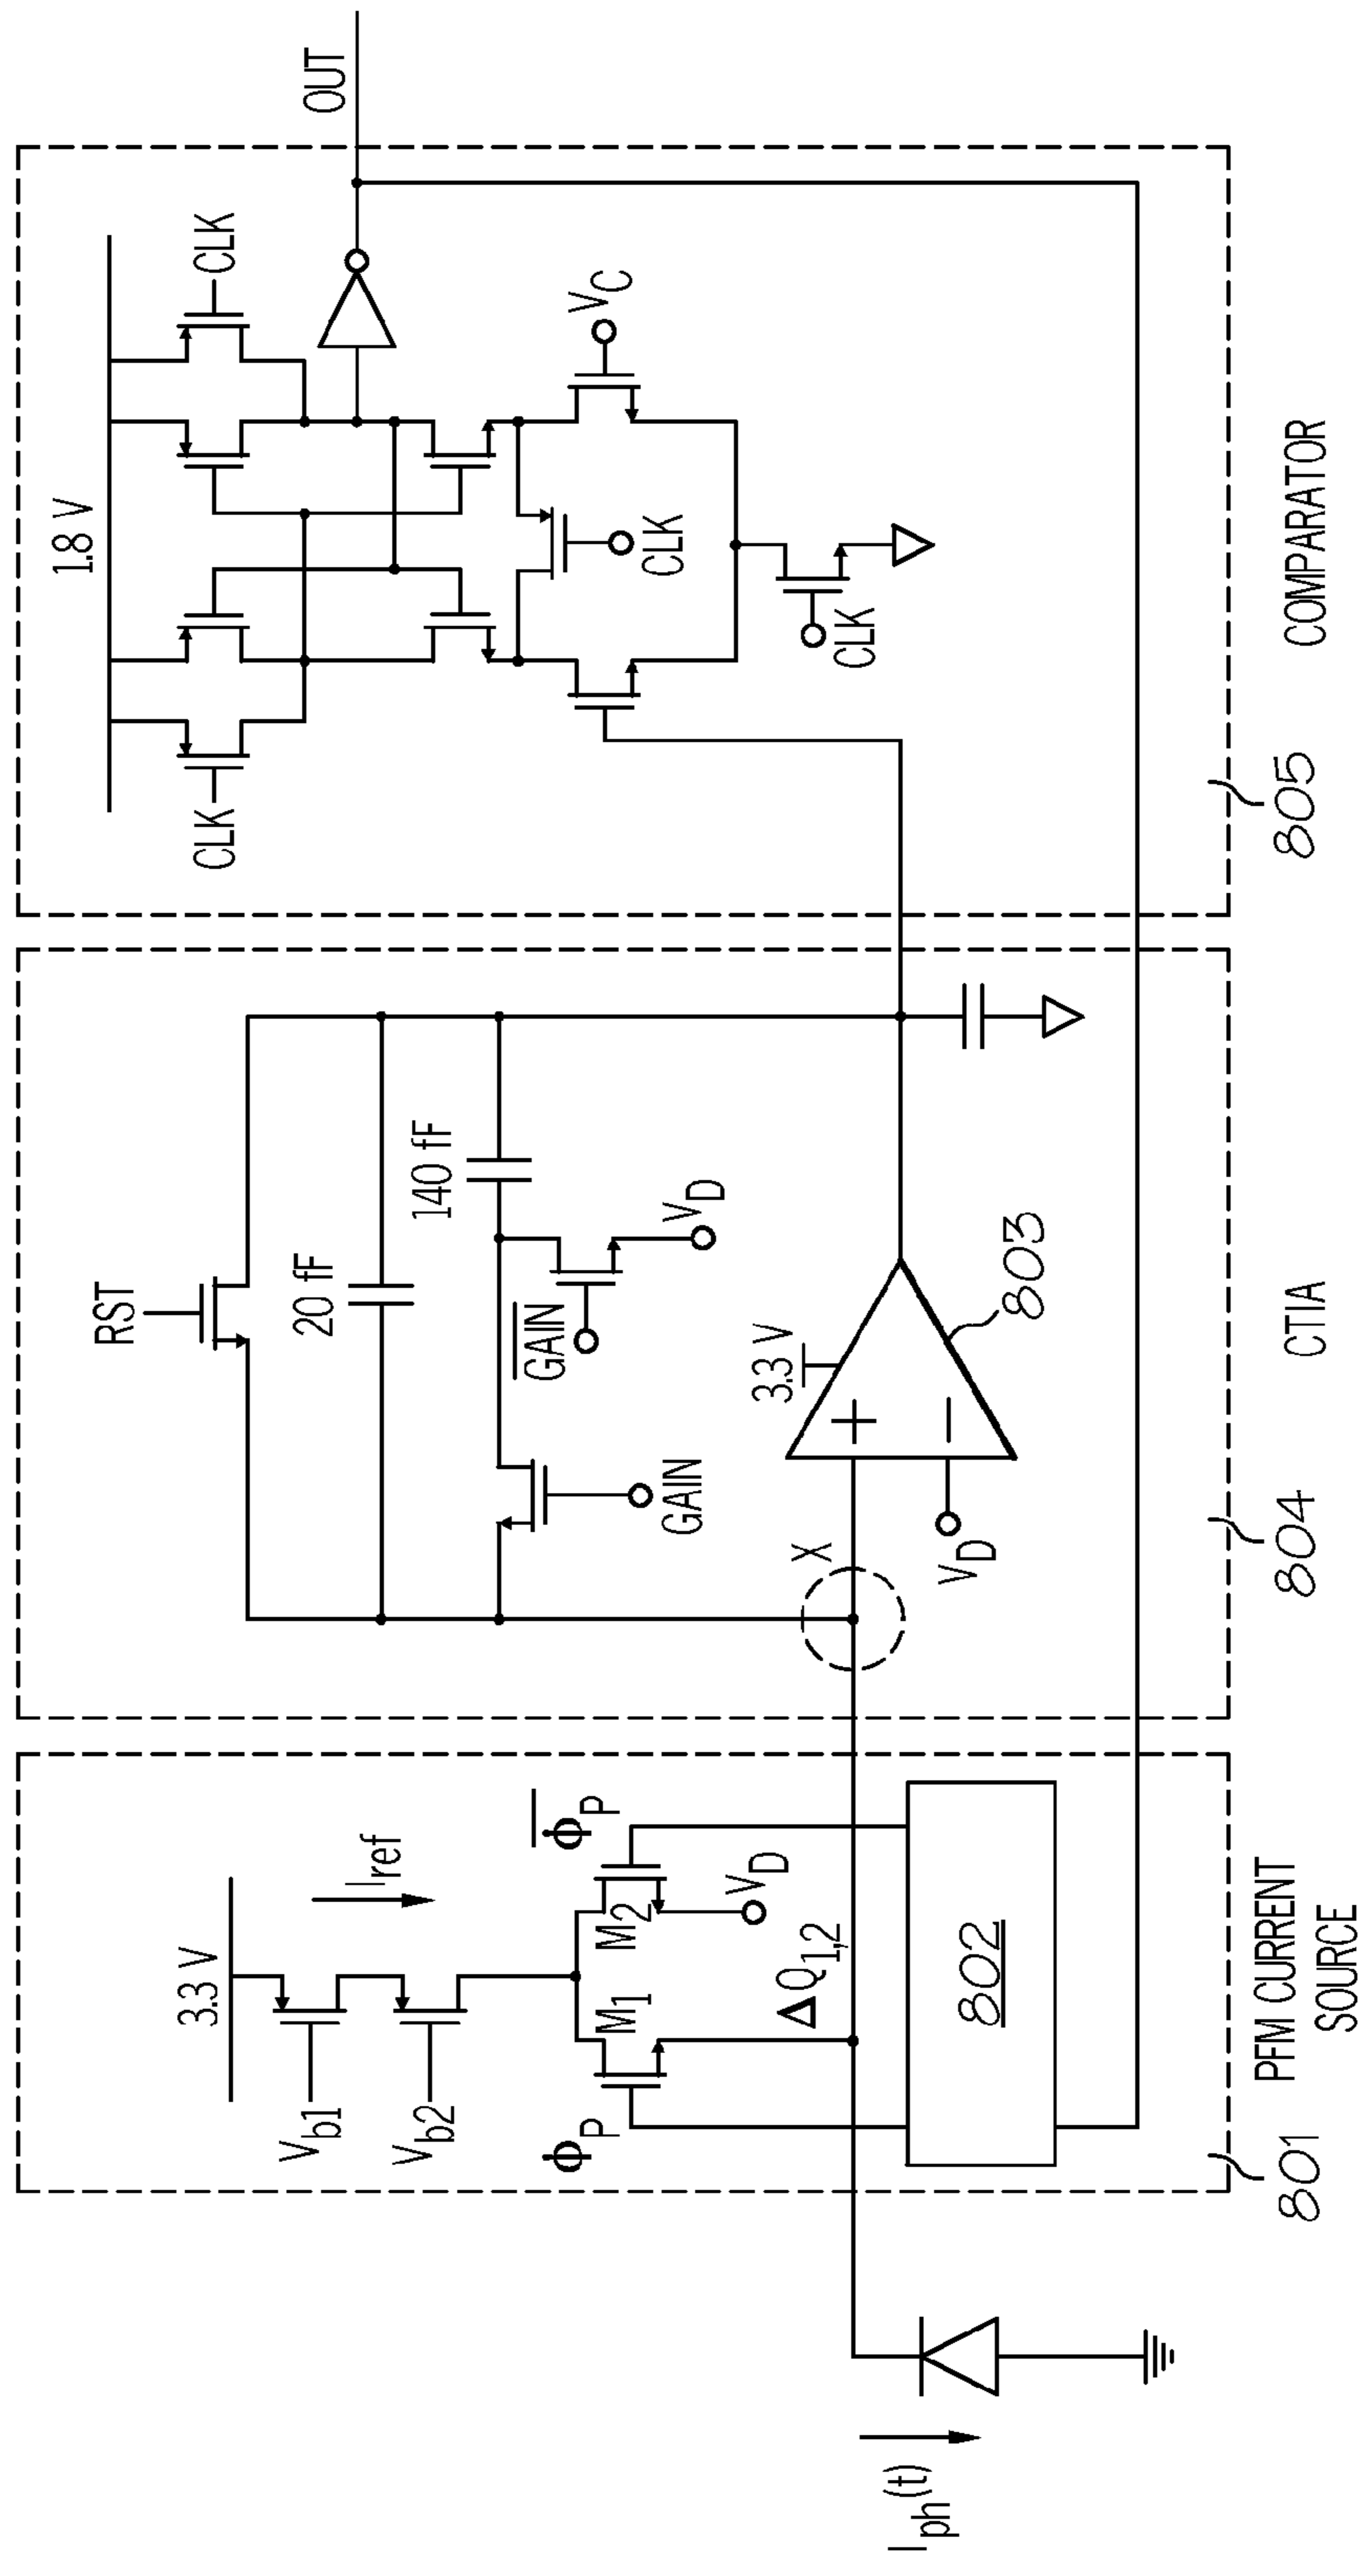 I_ph(t)
3.3 V
V_b1
V_b2
I_ref
ϕ_P
ϕ̅_P
M_1
M_2
V_D
ΔQ_1,2
802
PFM CURRENT
SOURCE
801
RST
20 fF
140 fF
GAIN
G̅A̅I̅N̅
V_D
X
3.3 V
+
−
V_D
803
CTIA
804
1.8 V
CLK
CLK
CLK
V_C
CLK
OUT
COMPARATOR
805